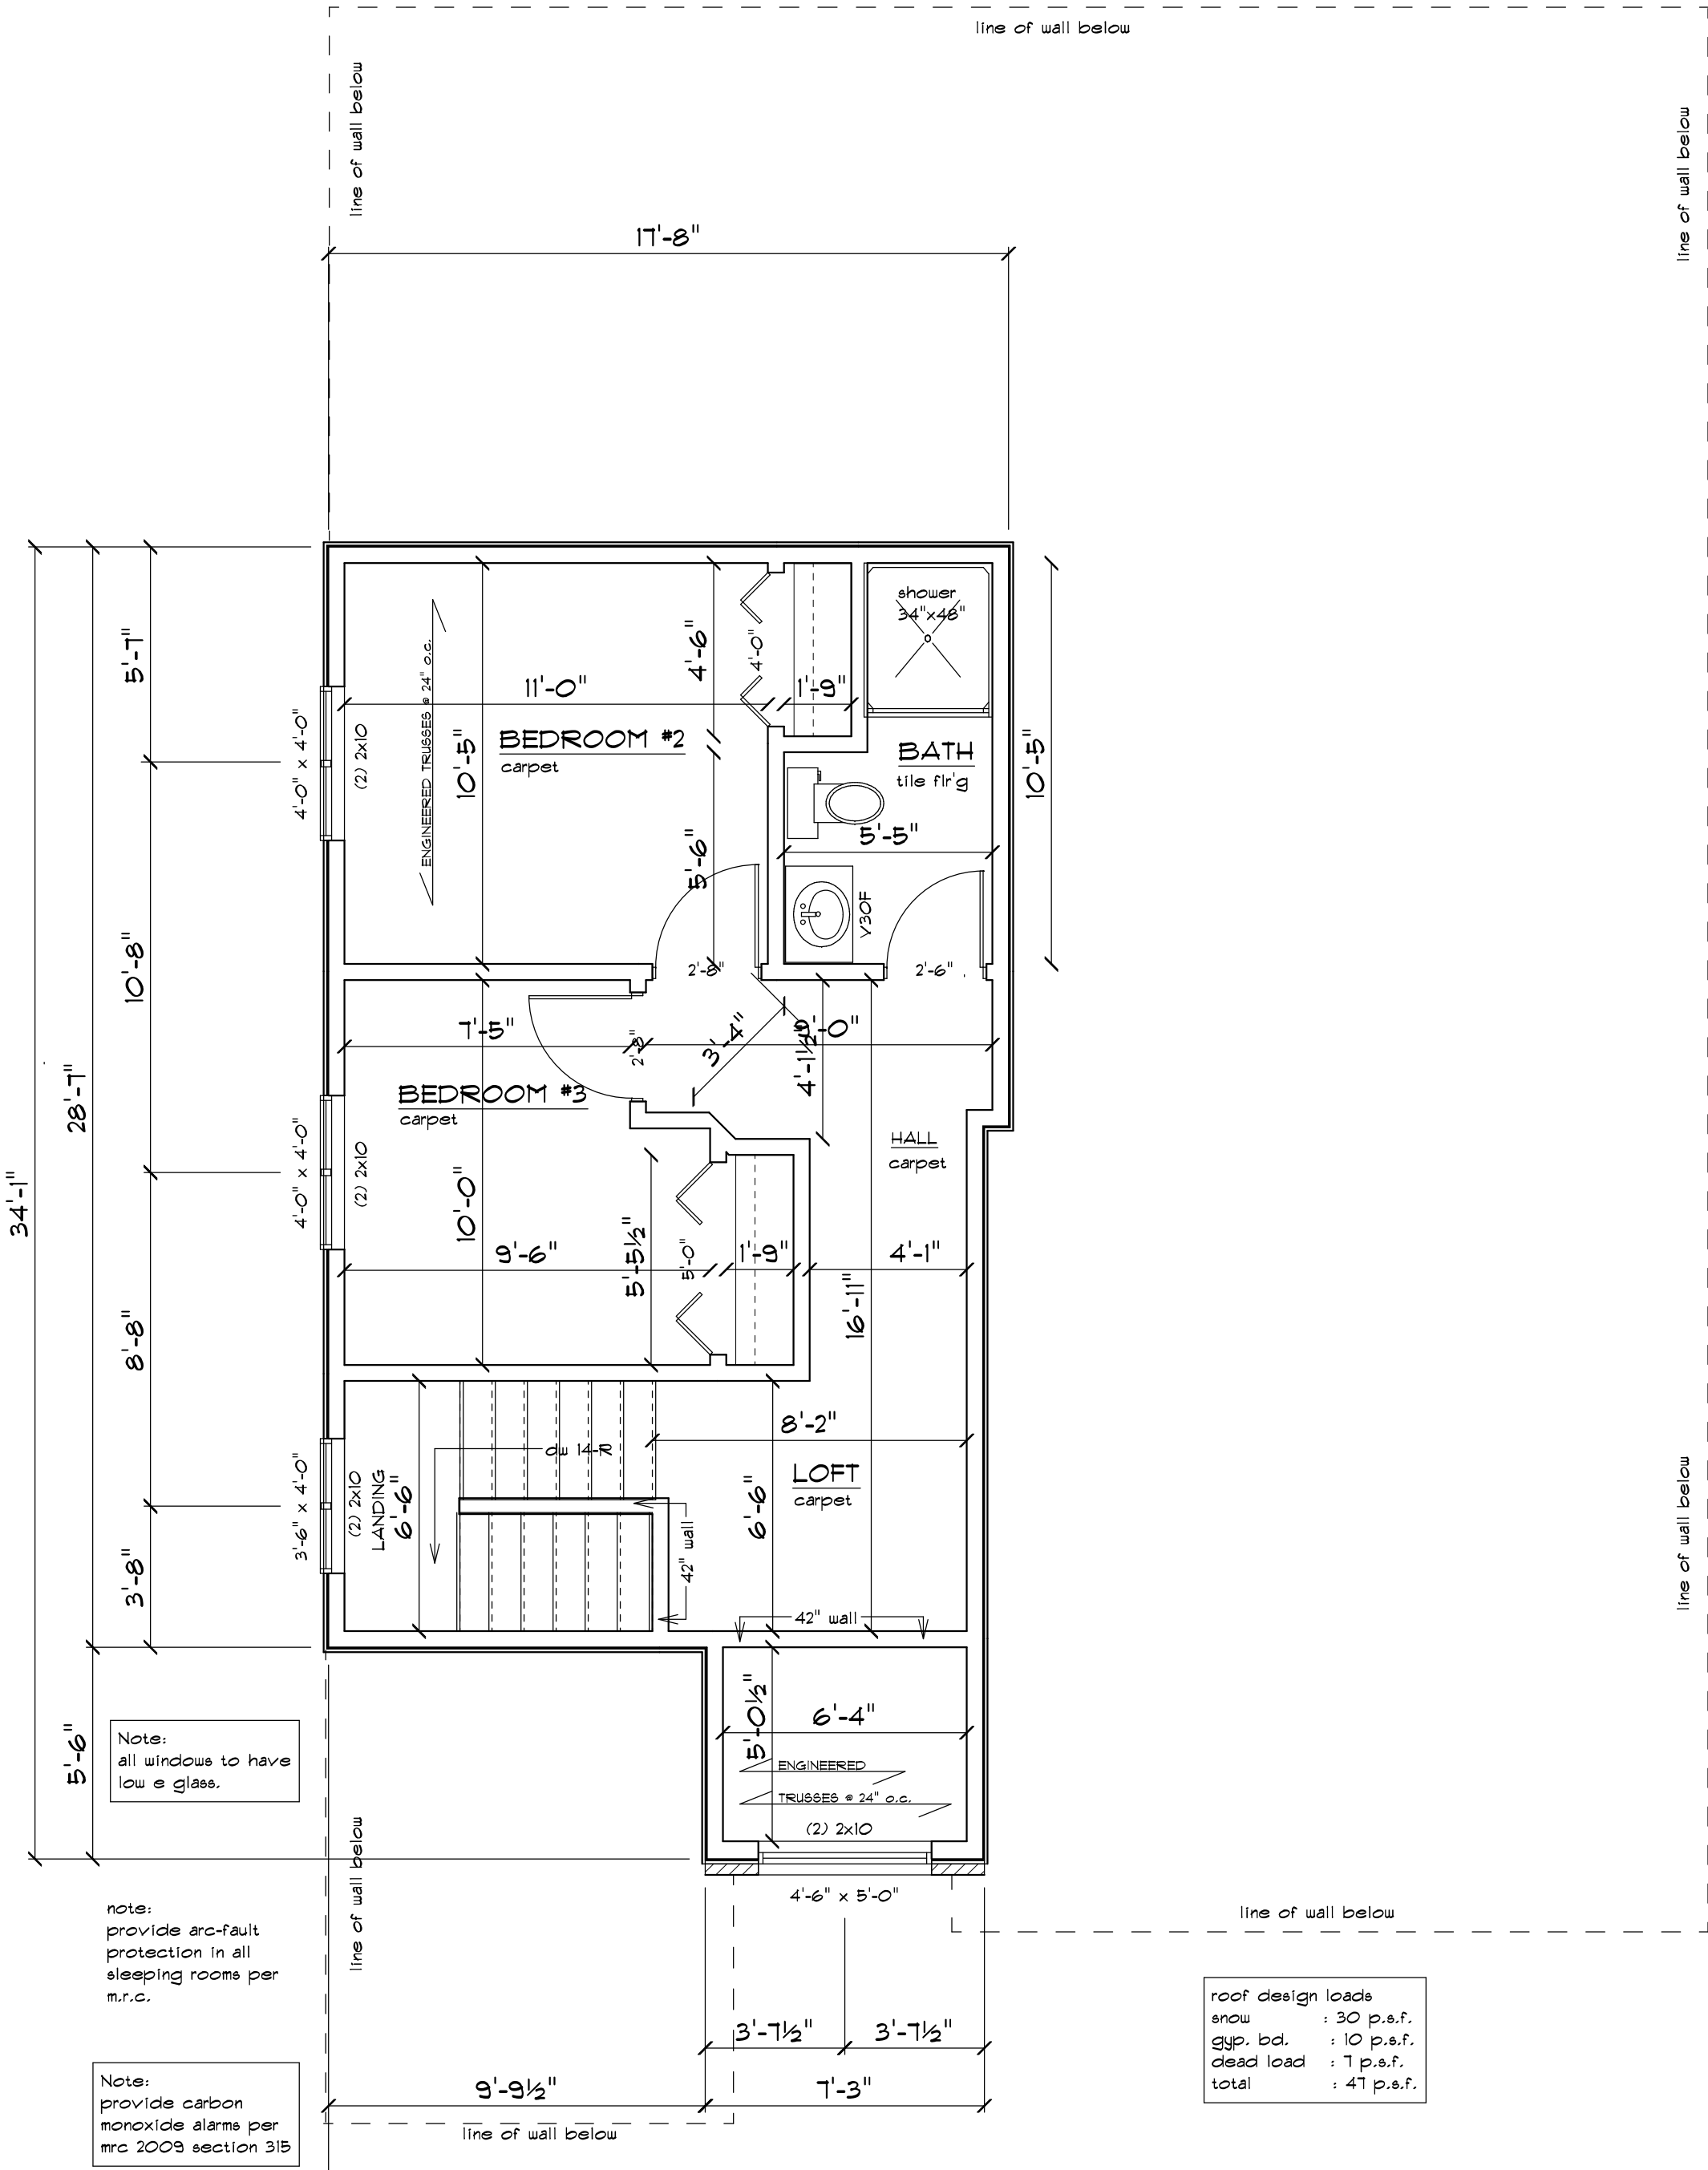 line of wall below
line of wall below
line of wall below
17'-8"
shower
34"x48"
5'-7"
4'-6"
4'-0"
11'-0"
1'-9"
ENGINEERED TRUSSES @ 24" o.c.
4'-0" x 4'-0"
(2) 2x10
10'-5"
BEDROOM #2
carpet
BATH
tile flr'g
10'-5"
5'-5"
5'-6"
V30F
10'-8"
2'-8"
2'-6"
7'-5"
2'-8"
3'-4"
9'-0"
4'-1½"
28'-7"
BEDROOM #3
carpet
4'-0" x 4'-0"
(2) 2x10
HALL
carpet
34'-1"
10'-0"
9'-6"
5'-5½"
5'-0"
1'-9"
4'-1"
16'-11"
8'-8"
8'-2"
3'-6" x 4'-0"
(2) 2x10
LANDING
6'-6"
dw
6'-6"
LOFT
carpet
42" wall
line of wall below
3'-8"
42" wall
5'-6"
Note:
all windows to have
low e glass.
5'-0½"
6'-4"
ENGINEERED
TRUSSES @ 24" o.c.
(2) 2x10
4'-6" x 5'-0"
line of wall below
line of wall below
note:
provide arc-fault
protection in all
sleeping rooms per
m.r.c.
3'-7½"
3'-7½"
roof design loads
snow : 30 p.s.f.
gyp. bd. : 10 p.s.f.
dead load : 7 p.s.f.
total : 47 p.s.f.
9'-9½"
7'-3"
Note:
provide carbon
monoxide alarms per
mrc 2009 section 315
line of wall below